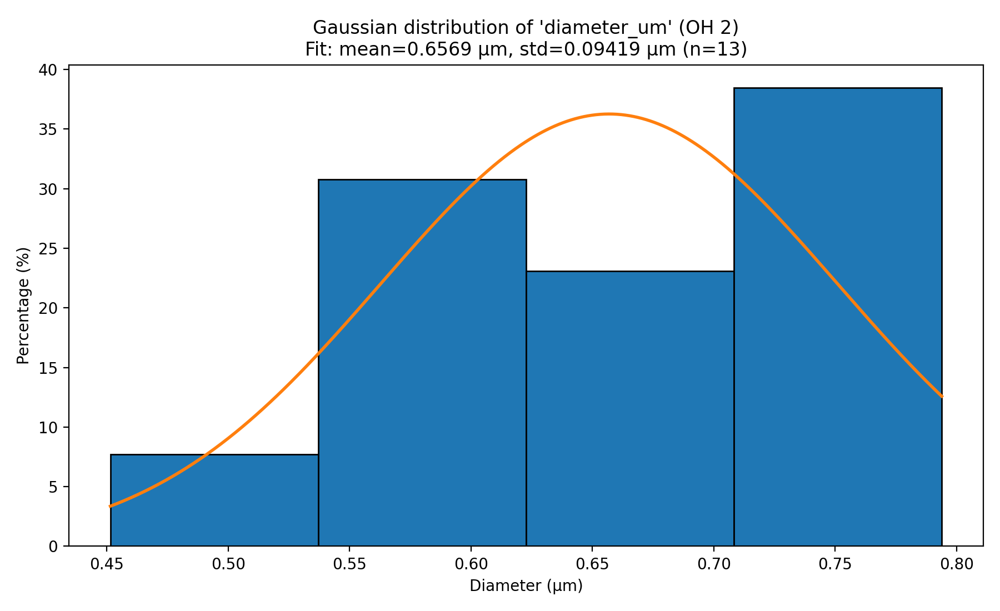 Gaussian distribution of 'diameter_um' (OH 2)
Fit: mean=0.6569 µm, std=0.09419 µm (n=13)
40
35
30
25
20
15
10
5
0
Percentage (%)
0.45 0.50 0.55 0.60 0.65 0.70 0.75 0.80
Diameter (µm)